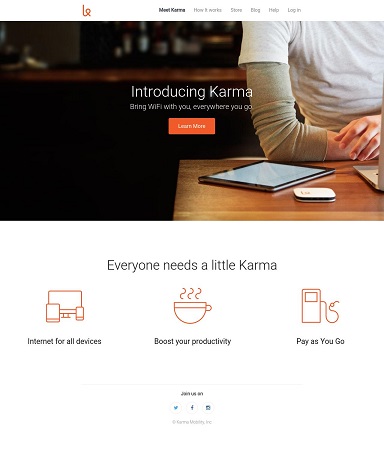 Meet Karma How It works Store Blog Help Log in
Introducing Karma
Bring WiFi with you, everywhere you go.
Learn More
Everyone needs a little Karma
Internet for all devices
Boost your productivity
Pay as You Go
Join us on
© Karma Mobility Inc